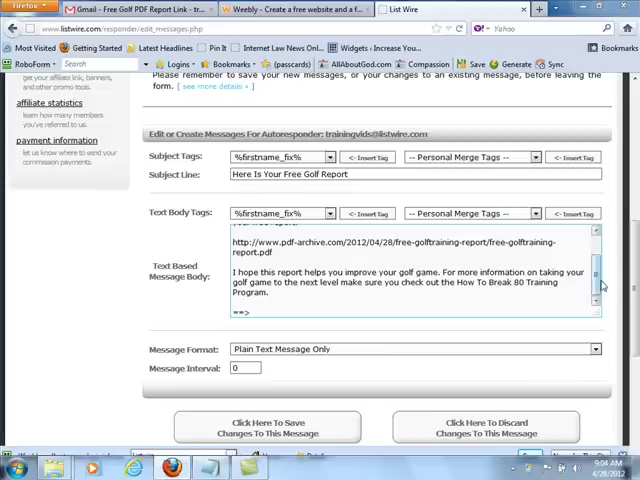 Firefox
Gmail - Free Golf PDF Report Link - tr...
Weebly - Create a free website and a f...
List Wire
www.listwire.com/responder/edit_messages.php
Yahoo
Most Visited Getting Started Latest Headlines Pin It Internet Law News Onl... Widgets « Increase You...
Bookmarks
RoboForm Search Logins Bookmarks (passcards) AllAboutGod.com Compassion Save Generate Sync
get your affiliate link, banners,
and other promo tools.
affiliate statistics
learn how many members
you've referred to.
payment information
let us know where to send your
commission payments.
Please remember to save your new messages, or your changes to an existing message, before leaving the
form. [ see more details » ]
Edit or Create Messages For Autoresponder: trainingvids@listwire.com
Subject Tags: %firstname_fix% <- Insert Tag -- Personal Merge Tags -- <- Insert Tag
Subject Line: Here Is Your Free Golf Report
Text Body Tags: %firstname_fix% <- Insert Tag -- Personal Merge Tags -- <- Insert Tag
http://www.pdf-archive.com/2012/04/28/free-golftraining-report/free-golftraining-
report.pdf
Text Based
Message Body:
I hope this report helps you improve your golf game. For more information on taking your
golf game to the next level make sure you check out the How To Break 80 Training
Program.
==>
Message Format: Plain Text Message Only
Message Interval: 0
Click Here To Save
Changes To This Message
Click Here To Discard
Changes To This Message
9:04 AM
4/28/2012